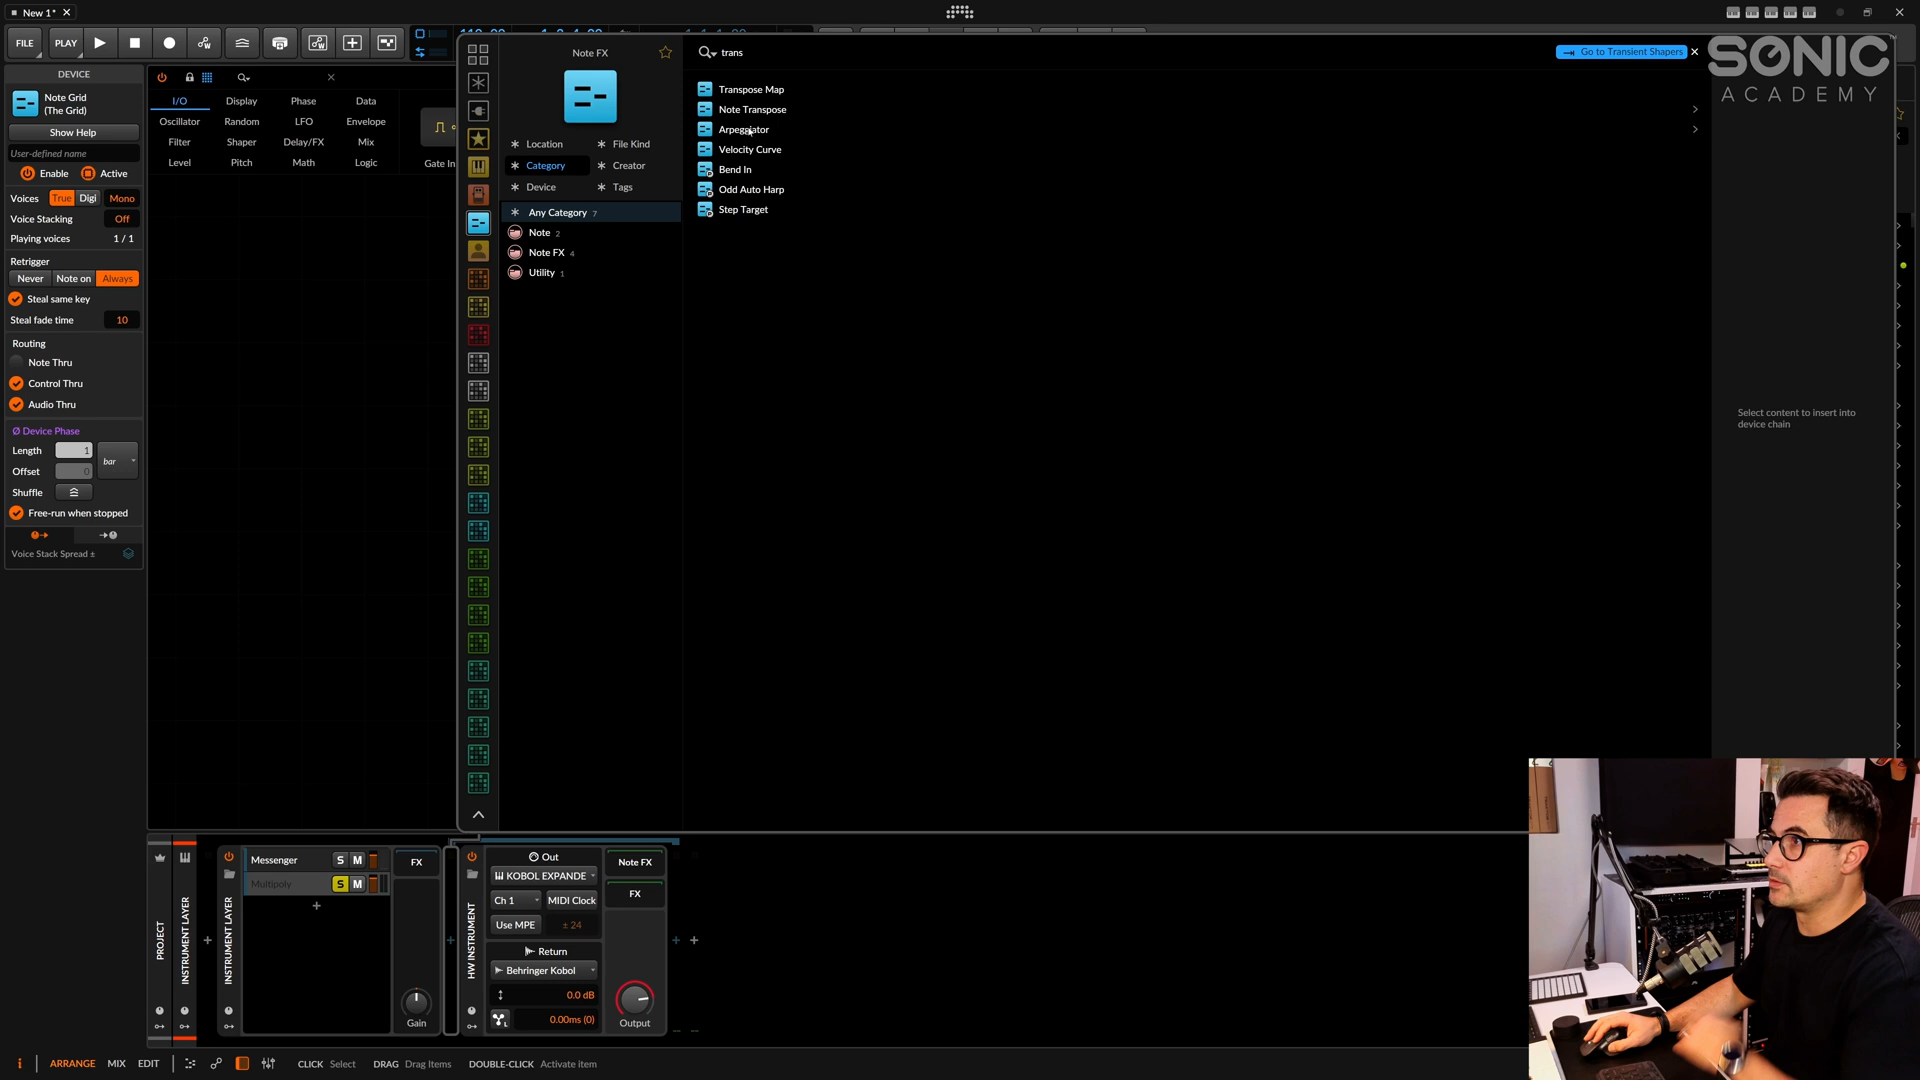 New 1*
FILE
PLAY
110.00
DEVICE
Note Grid
(The Grid)
Show Help
User-defined name
Enable
Active
Voices
True
Digi
Mono
Voice Stacking
Off
Playing voices
1 / 1
Retrigger
Never
Note on
Always
Steal same key
Steal fade time
10
Routing
Note Thru
Control Thru
Audio Thru
Ø Device Phase
Length
1
bar
Offset
0
Shuffle
Free-run when stopped
Voice Stack Spread ±
I/O
Display
Phase
Data
Oscillator
Random
LFO
Envelope
Filter
Shaper
Delay/FX
Mix
Level
Pitch
Math
Logic
Gate In
Note FX
Location
File Kind
Category
Creator
Device
Tags
Any Category 7
Note 2
Note FX 4
Utility 1
trans
Go to Transient Shapers
Transpose Map
Note Transpose
Arpeggiator
Velocity Curve
Bend In
Odd Auto Harp
Step Target
Select content to insert into
device chain
SONIC
ACADEMY
PROJECT
INSTRUMENT LAYER
INSTRUMENT LAYER
Messenger
S M
Multipoly
S M
FX
Gain
HW INSTRUMENT
Out
KOBOL EXPANDE
Ch 1
MIDI Clock
Use MPE
± 24
Return
Behringer Kobol
0.0 dB
0.00ms (0)
Note FX
FX
Output
ARRANGE
MIX
EDIT
CLICK Select
DRAG Drag Items
DOUBLE-CLICK Activate item